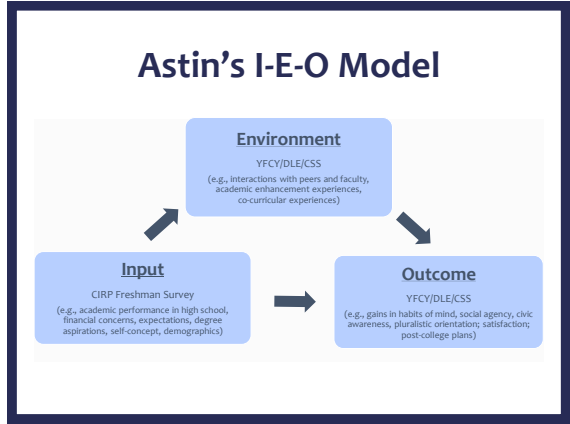 Astin’s I-E-O Model
Environment
YFCY/DLE/CSS
(e.g., interactions with peers and faculty,
academic enhancement experiences,
co-curricular experiences)
Input
CIRP Freshman Survey
(e.g., academic performance in high school,
financial concerns, expectations, degree
aspirations, self-concept, demographics)
Outcome
YFCY/DLE/CSS
(e.g., gains in habits of mind, social agency, civic
awareness, pluralistic orientation; satisfaction;
post-college plans)